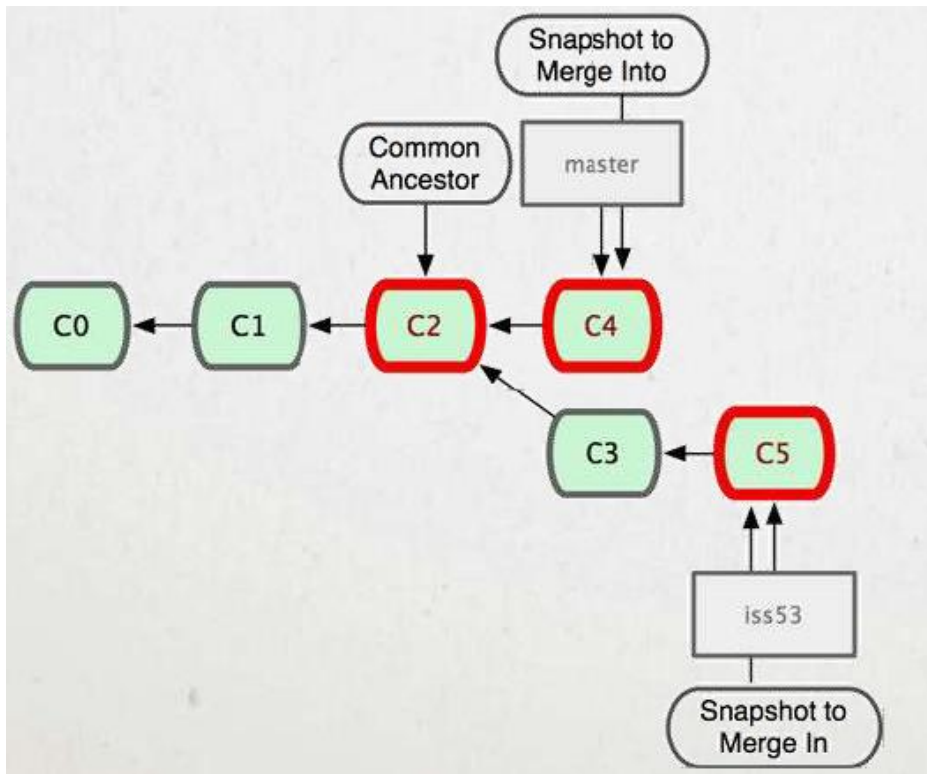 Snapshot to
Merge Into
Common
Ancestor
master
C0
C1
C2
C4
C3
C5
iss53
Snapshot to
Merge In